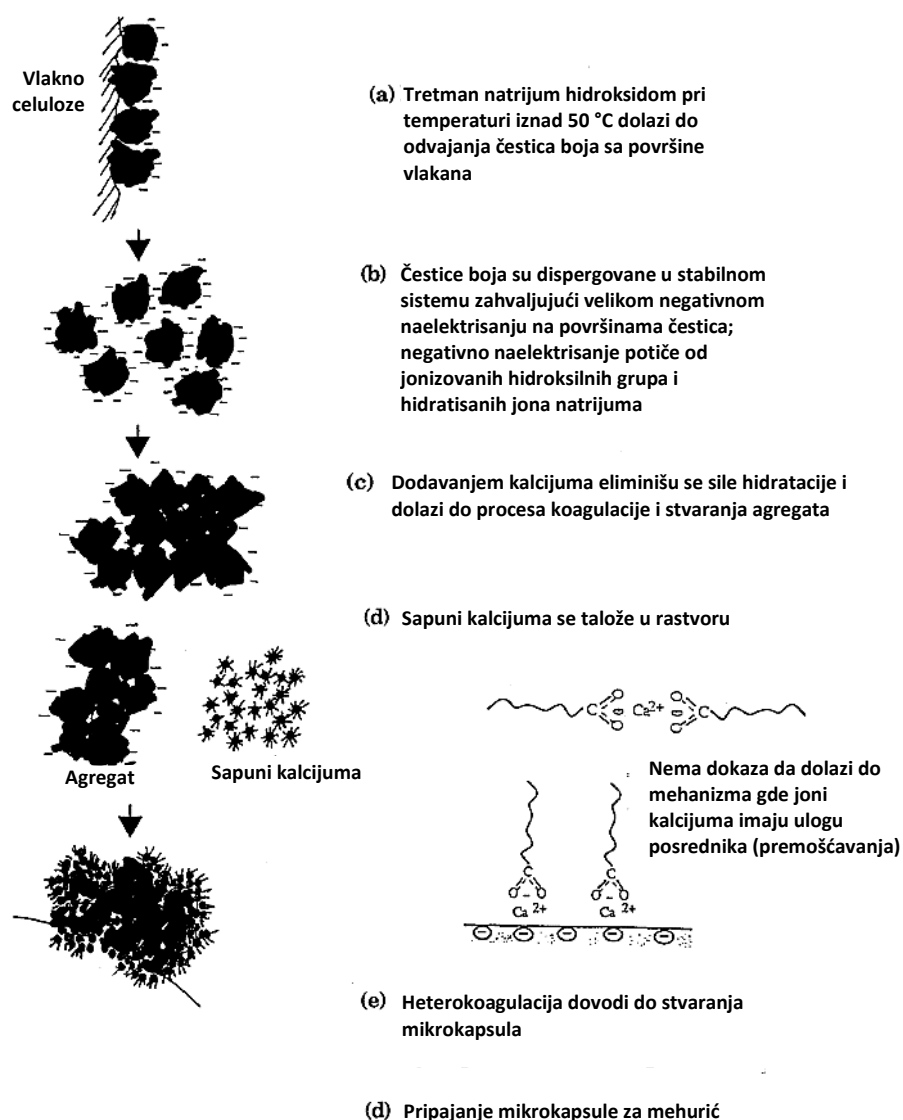 Vlakno
celuloze
(a) Tretman natrijum hidroksidom pri
temperaturi iznad 50 °C dolazi do
odvajanja čestica boja sa površine
vlakana
(b) Čestice boja su dispergovane u stabilnom
sistemu zahvaljujući velikom negativnom
naelektrisanju na površinama čestica;
negativno naelektrisanje potiče od
jonizovanih hidroksilnih grupa i
hidratisanih jona natrijuma
(c) Dodavanjem kalcijuma eliminišu se sile hidratacije i
dolazi do procesa koagulacije i stvaranja agregata
(d) Sapuni kalcijuma se talože u rastvoru
Agregat
Sapuni kalcijuma
C O O Ca2+ O O C
Nema dokaza da dolazi do
mehanizma gde joni
kalcijuma imaju ulogu
posrednika (premošćavanja)
C C
O O O O
Ca 2+ Ca 2+
(e) Heterokoagulacija dovodi do stvaranja
mikrokapsula
(d) Pripajanje mikrokapsule za mehurić